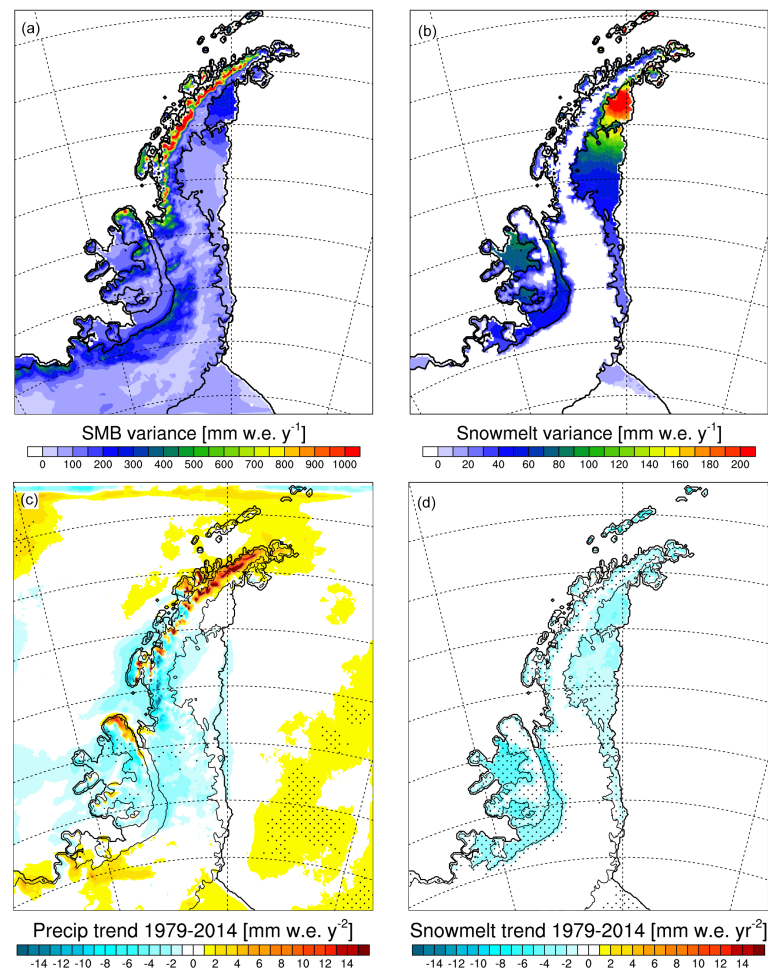 (a)
(b)
SMB variance [mm w.e. y-1]
0 100 200 300 400 500 600 700 800 900 1000
Snowmelt variance [mm w.e. y-1]
0 20 40 60 80 100 120 140 160 180 200
(c)
(d)
Precip trend 1979-2014 [mm w.e. y-2]
-14 -12 -10 -8 -6 -4 -2 0 2 4 6 8 10 12 14
Snowmelt trend 1979-2014 [mm w.e. yr-2]
-14 -12 -10 -8 -6 -4 -2 0 2 4 6 8 10 12 14